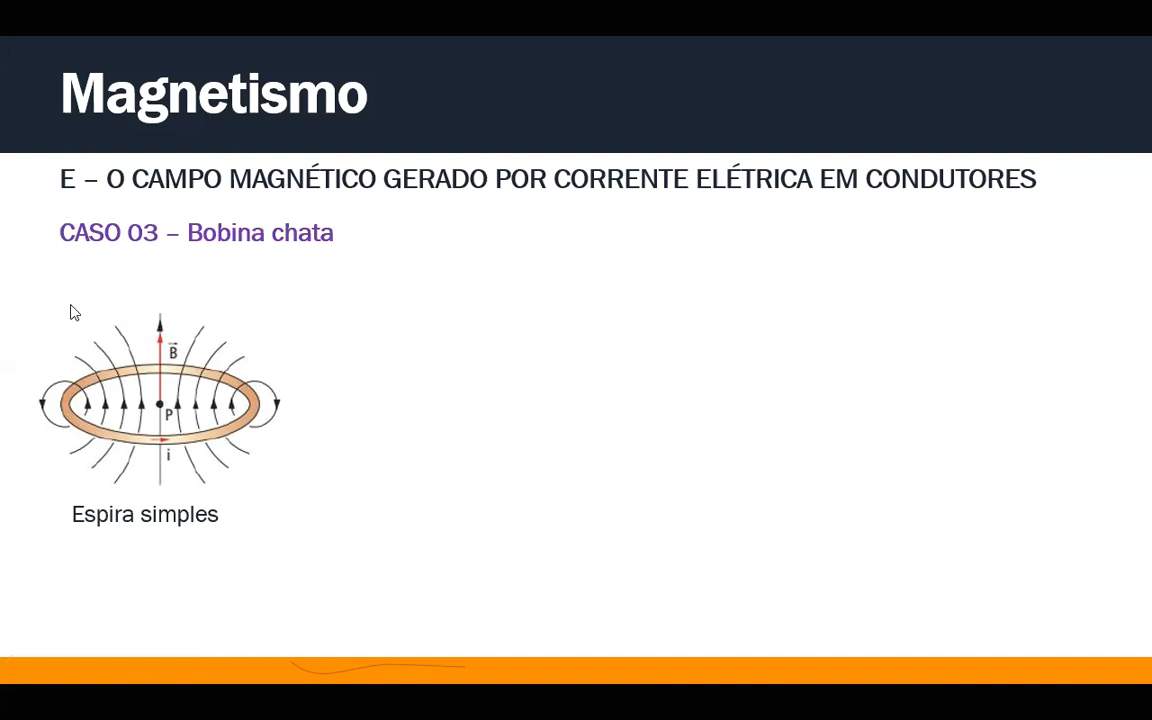 Magnetismo
E – O CAMPO MAGNÉTICO GERADO POR CORRENTE ELÉTRICA EM CONDUTORES
CASO 03 – Bobina chata
B
P
i
Espira simples